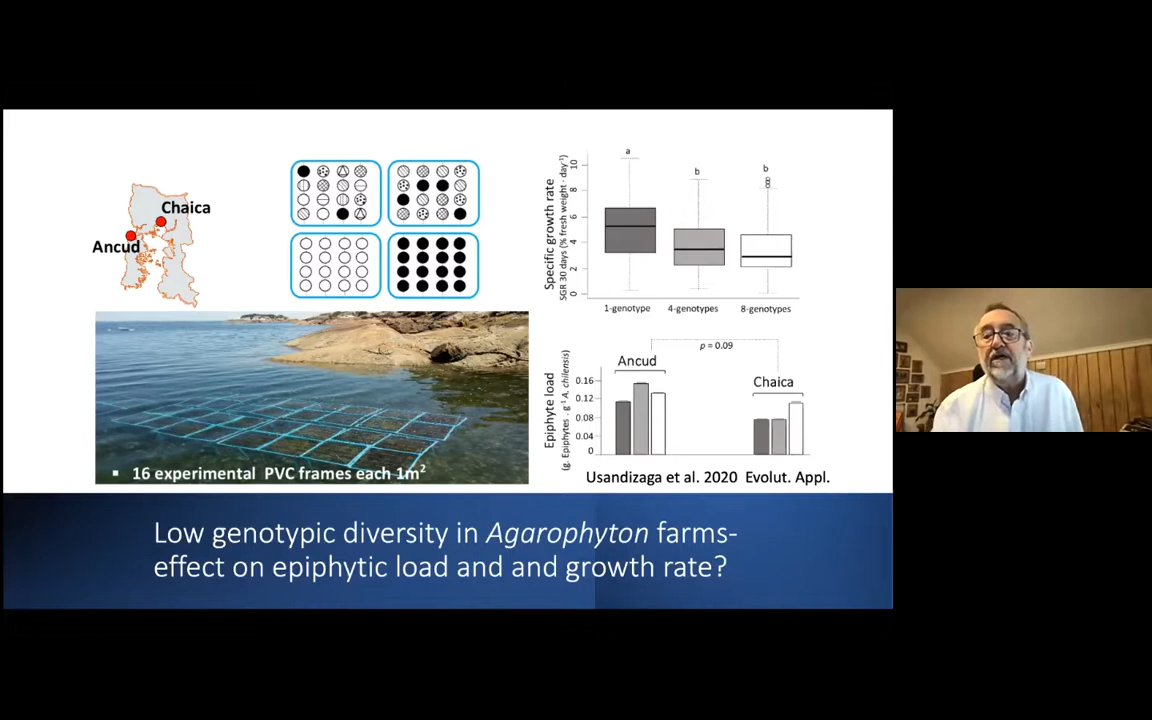 Chaica
Ancud
16 experimental PVC frames each 1m²
Specific growth rate
SGR 30 days (% fresh weight · day⁻¹)
10
8
6
4
2
0
a
b
b
1-genotype
4-genotypes
8-genotypes
p = 0.09
Ancud
Chaica
Epiphyte load
(g. Epiphytes · g⁻¹ A. chilensis)
0.16
0.12
0.08
0.04
0
Usandizaga et al. 2020 Evolut. Appl.
Low genotypic diversity in Agarophyton farms-
effect on epiphytic load and and growth rate?